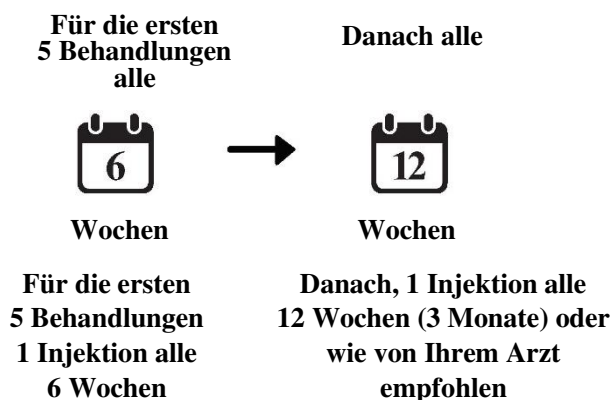 Für die ersten
5 Behandlungen
alle
6
Wochen
Danach alle
12
Wochen
Für die ersten
5 Behandlungen
1 Injektion alle
6 Wochen
Danach, 1 Injektion alle
12 Wochen (3 Monate) oder
wie von Ihrem Arzt
empfohlen